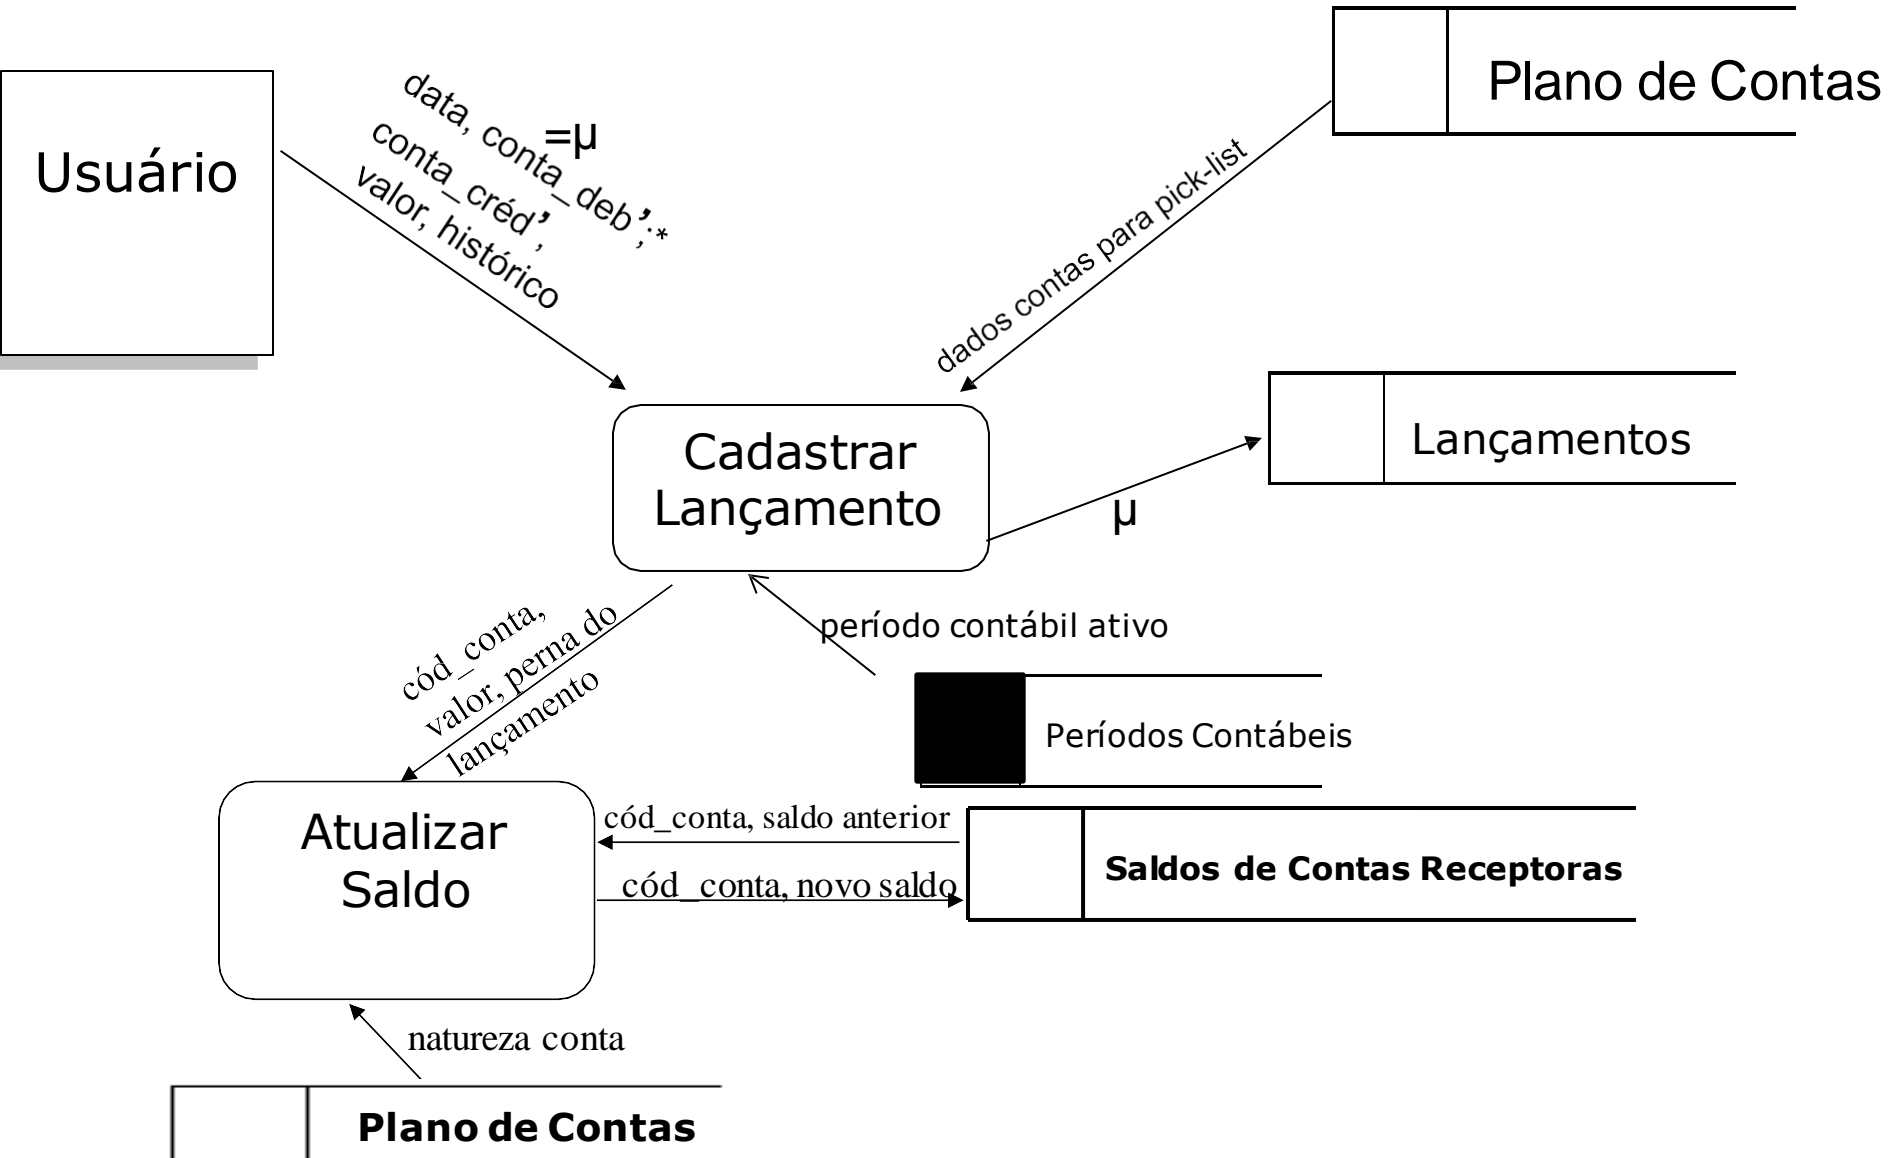 Plano de Contas
Usuário
data, conta_deb’;*
=µ
conta_créd’,
valor, histórico
dados contas para pick-list
Cadastrar
Lançamento
Lançamentos
µ
período contábil ativo
cód_conta,
valor, perna do
lançamento
Períodos Contábeis
Atualizar
Saldo
cód_conta, saldo anterior
cód_conta, novo saldo
Saldos de Contas Receptoras
natureza conta
Plano de Contas